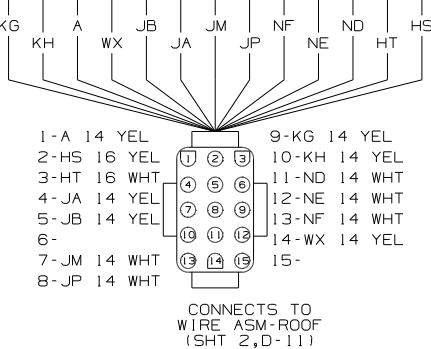 KG A JB JM NF ND HS
KH WX JA JP NE HT
1-A 14 YEL
2-HS 16 YEL
3-HT 16 WHT
4-JA 14 YEL
5-JB 14 YEL
6-
7-JM 14 WHT
8-JP 14 WHT
1 2 3
4 5 6
7 8 9
10 11 12
13 14 15
9-KG 14 YEL
10-KH 14 YEL
11-ND 14 WHT
12-NE 14 WHT
13-NF 14 WHT
14-WX 14 YEL
15-
CONNECTS TO
WIRE ASM-ROOF
(SHT 2,D-11)